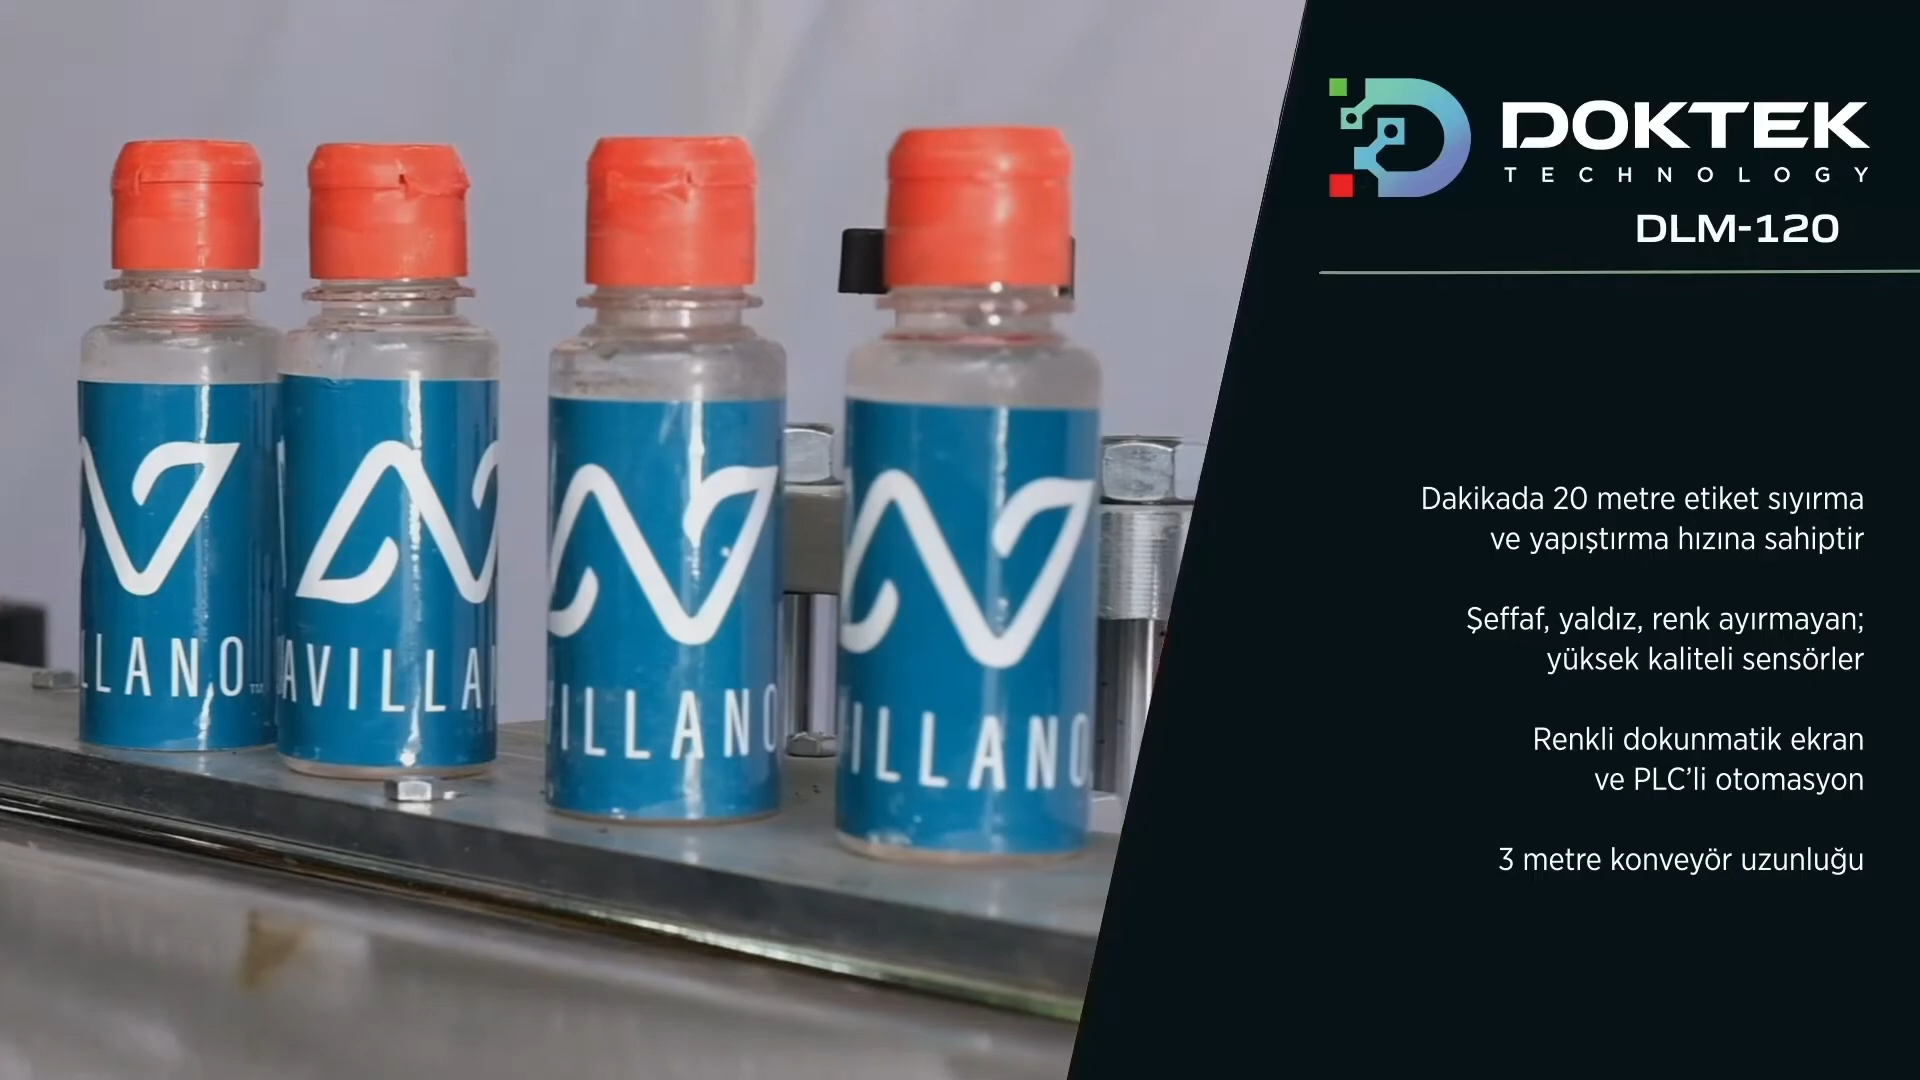 DOKTEK
TECHNOLOGY
DLM-120
Dakikada 20 metre etiket sıyırma
ve yapıştırma hızına sahiptir
Şeffaf, yaldız, renk ayırmayan;
yüksek kaliteli sensörler
Renkli dokunmatik ekran
ve PLC'li otomasyon
3 metre konveyör uzunluğu
LLANO™
AVILLA
ILLANO
ILLANO